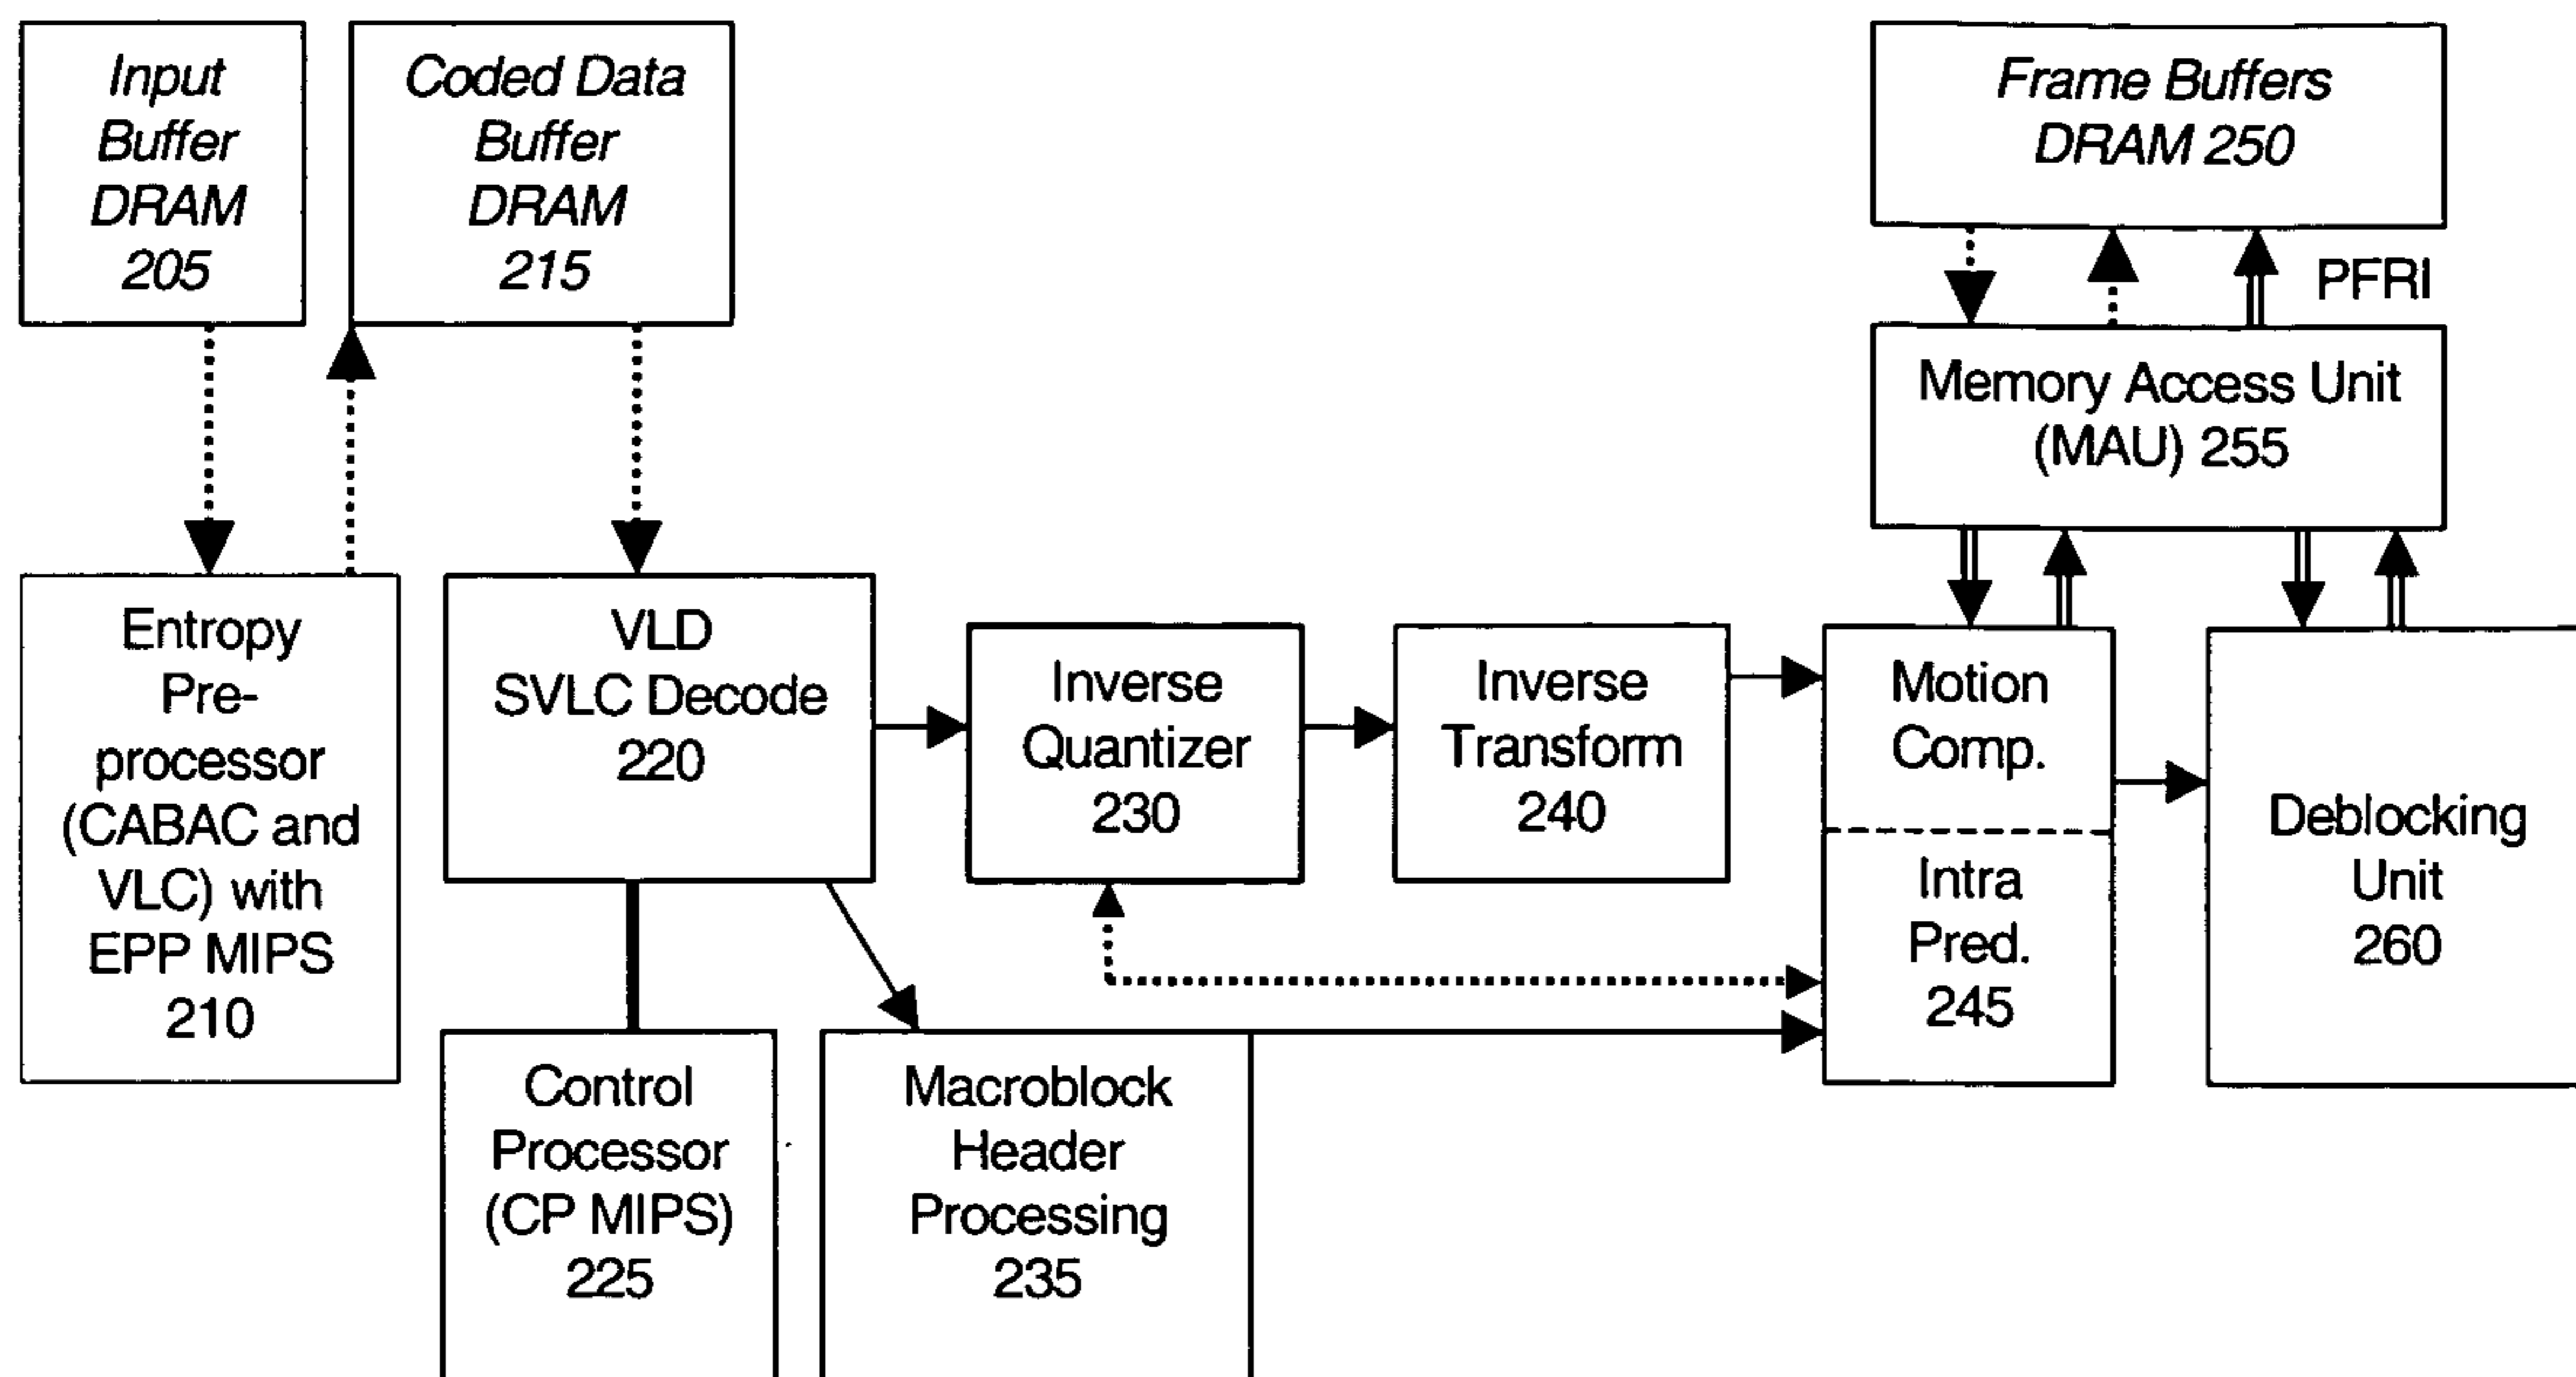 Input
Buffer
DRAM
205
Coded Data
Buffer
DRAM
215
Frame Buffers
DRAM 250
PFRI
Memory Access Unit
(MAU) 255
Entropy
Pre-
processor
(CABAC and
VLC) with
EPP MIPS
210
VLD
SVLC Decode
220
Inverse
Quantizer
230
Inverse
Transform
240
Motion
Comp.
Intra
Pred.
245
Deblocking
Unit
260
Control
Processor
(CP MIPS)
225
Macroblock
Header
Processing
235